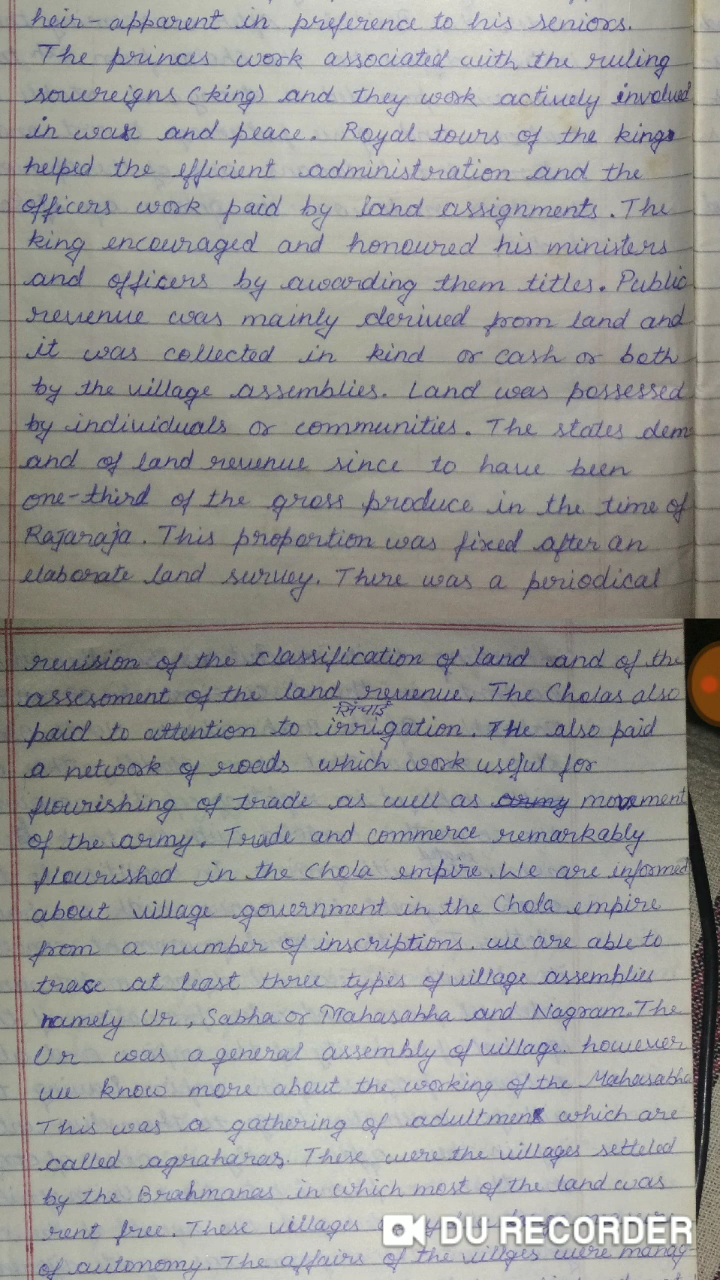 heir-apparent in preference to his seniors.
The princes work associated with the ruling
sovereigns (king) and they work actively involved
in war and peace. Royal tours of the kings
helped the efficient administration and the
officers work paid by land assignments. The
king encouraged and honoured his ministers
and officers by awarding them titles. Public
revenue was mainly derived from land and
it was collected in kind or cash or both
by the village assemblies. Land was possessed
by individuals or communities. The states dem
and of land revenue since to have been
one-third of the gross produce in the time of
Rajaraja. This proportion was fixed after an
elaborate land survey. There was a periodical
revision of the classification of land and of the
assessment of the land revenue. The Cholas also
सिंचाई
paid to attention to irrigation. THe also paid
a network of roads which work useful for
flourishing of trade as well as army movement
of the army. Trade and commerce remarkably
flourished in the Chola empire. We are informed
about village government in the Chola empire
from a number of inscriptions. we are able to
trace at least three types of village assemblies
namely Ur, Sabha or Mahasabha and Nagram. The
Ur was a general assembly of village. however
we know more about the working of the Mahasabha
This was a gathering of adultmen which are
called agraharas. These were the villages setteled
by the Brahmanas in which most of the land was
rent free. These villages
of autonomy. The affairs of the villges were manag-
DU RECORDER